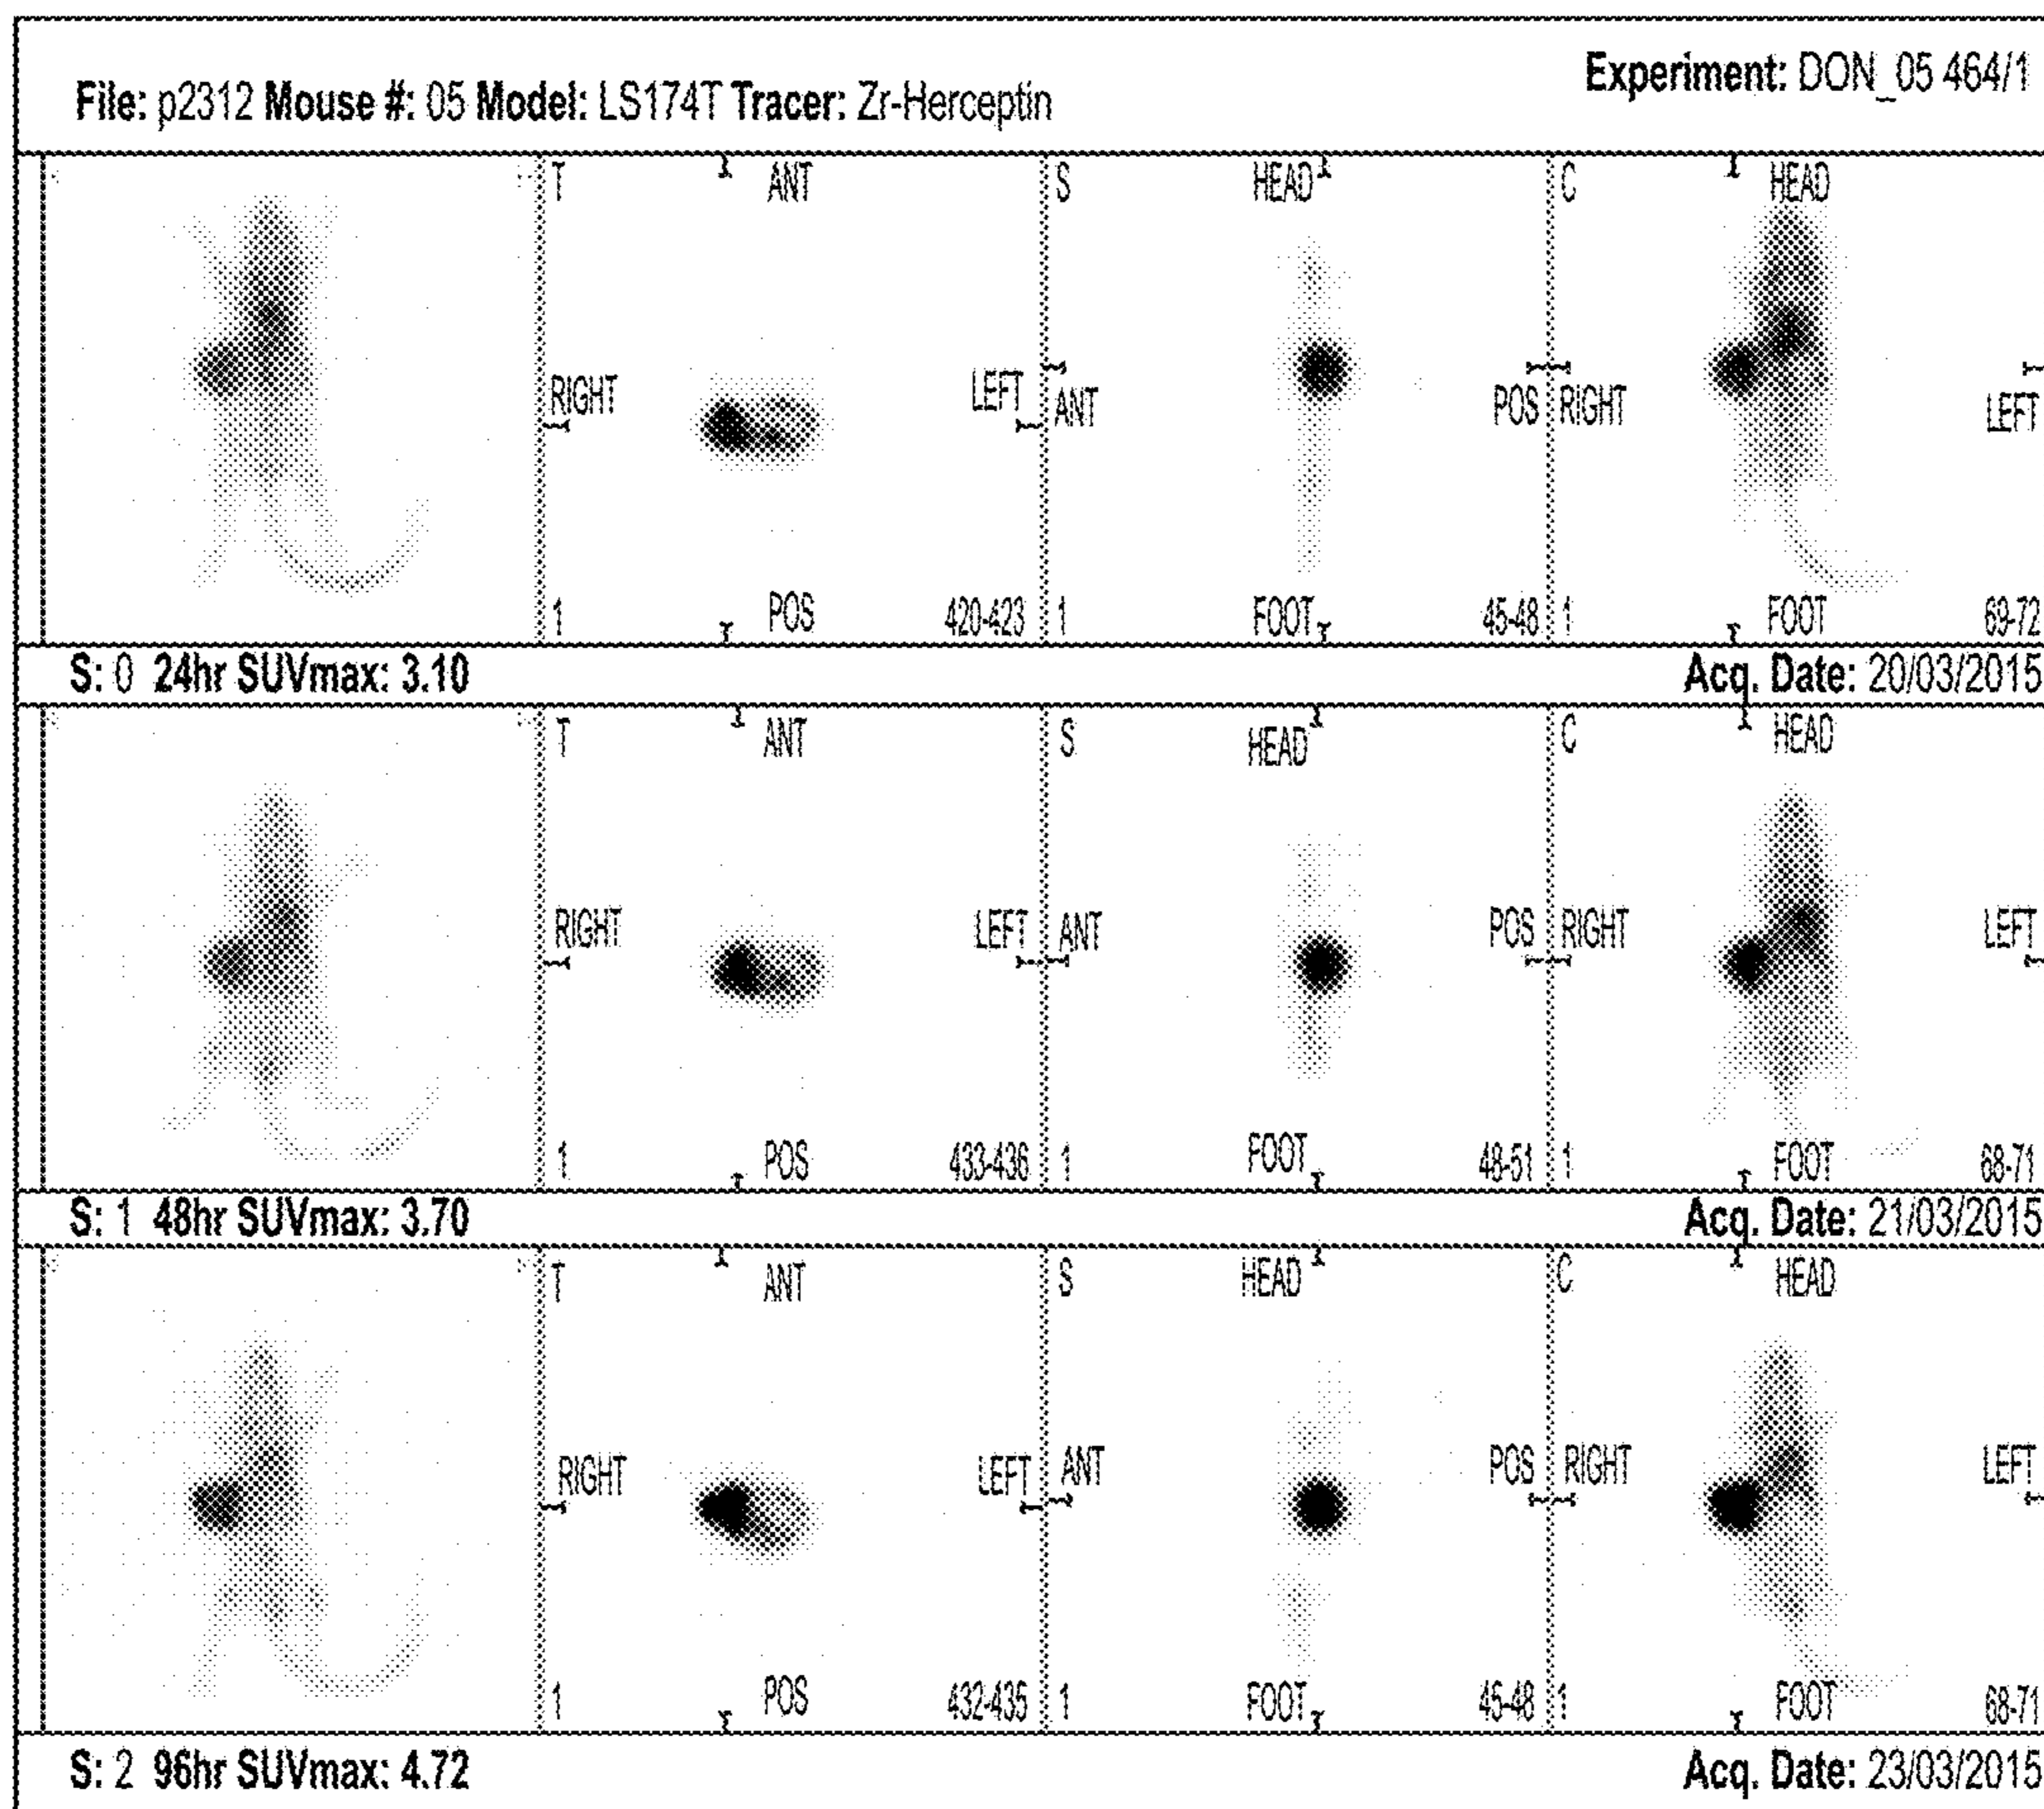 Experiment: DON_05 464/1
File: p2312 Mouse #: 05 Model: LS174T Tracer: Zr-Herceptin
T ANT S HEAD C HEAD
RIGHT LEFT ANT POS RIGHT LEFT
1 POS 420-423 1 FOOT 45-48 1 FOOT 69-72
S: 0 24hr SUVmax: 3.10 Acq. Date: 20/03/2015
T ANT S HEAD C HEAD
RIGHT LEFT ANT POS RIGHT LEFT
1 POS 433-436 1 FOOT 48-51 1 FOOT 68-71
S: 1 48hr SUVmax: 3.70 Acq. Date: 21/03/2015
T ANT S HEAD C HEAD
RIGHT LEFT ANT POS RIGHT LEFT
1 POS 432-435 1 FOOT 45-48 1 FOOT 68-71
S: 2 96hr SUVmax: 4.72 Acq. Date: 23/03/2015